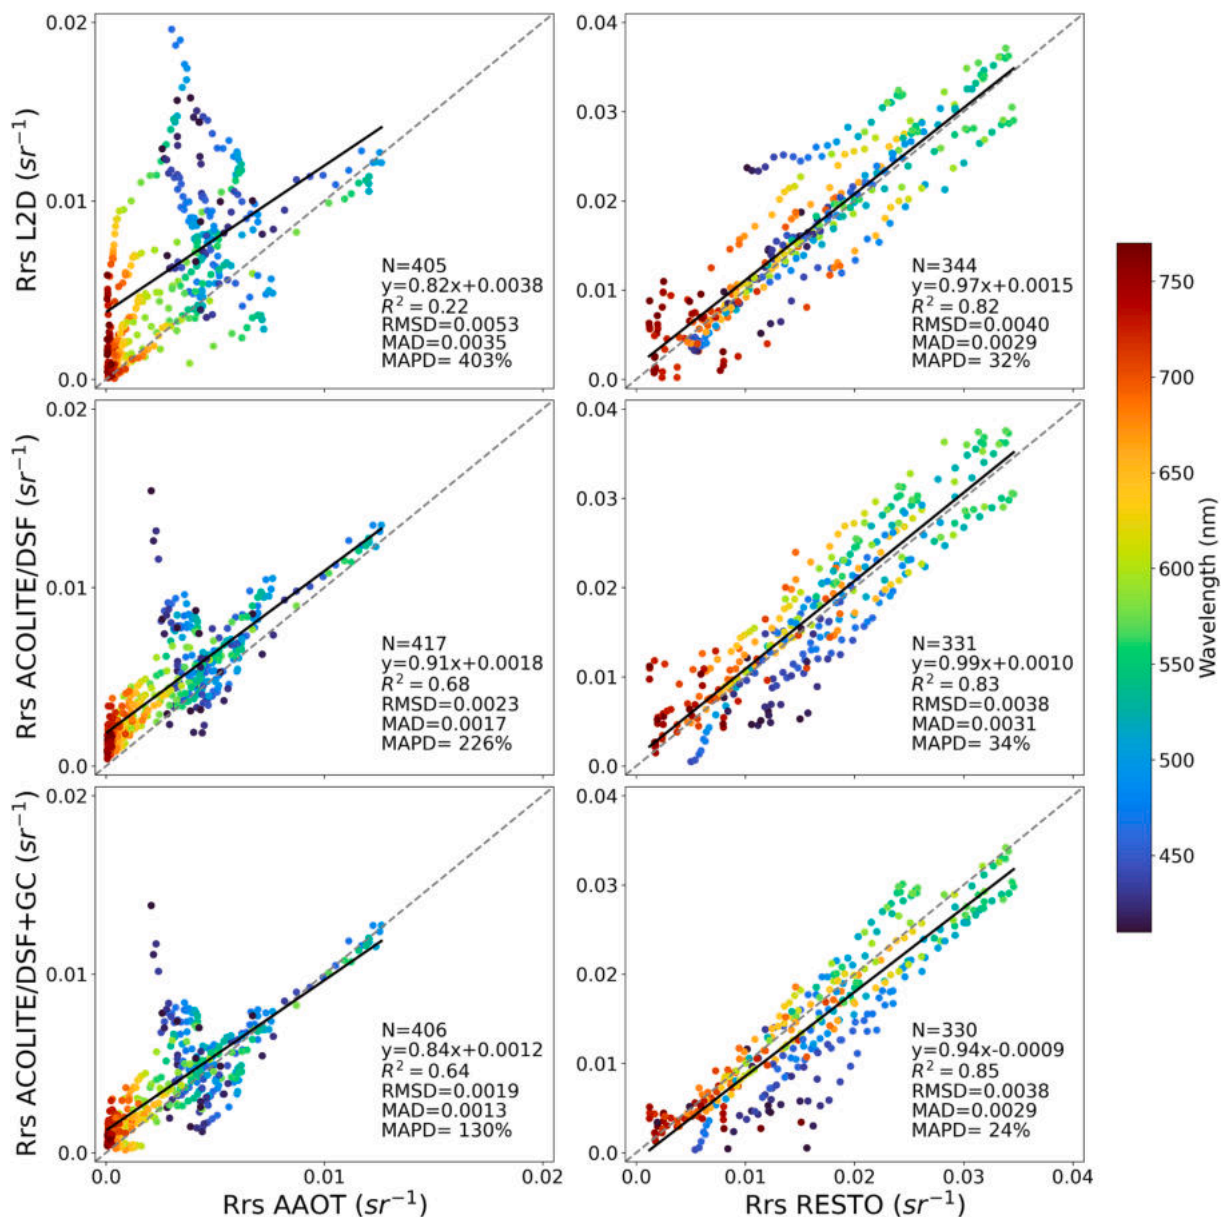 0.02
0.01
0.0
Rrs L2D (sr⁻¹)
N=405
y=0.82x+0.0038
R² = 0.22
RMSD=0.0053
MAD=0.0035
MAPD= 403%
0.04
0.03
0.02
0.01
0.0
N=344
y=0.97x+0.0015
R² = 0.82
RMSD=0.0040
MAD=0.0029
MAPD= 32%
0.02
0.01
0.0
Rrs ACOLITE/DSF (sr⁻¹)
N=417
y=0.91x+0.0018
R² = 0.68
RMSD=0.0023
MAD=0.0017
MAPD= 226%
0.04
0.03
0.02
0.01
0.0
N=331
y=0.99x+0.0010
R² = 0.83
RMSD=0.0038
MAD=0.0031
MAPD= 34%
0.02
0.01
0.0
Rrs ACOLITE/DSF+GC (sr⁻¹)
N=406
y=0.84x+0.0012
R² = 0.64
RMSD=0.0019
MAD=0.0013
MAPD= 130%
0.0
0.01
0.02
Rrs AAOT (sr⁻¹)
0.04
0.03
0.02
0.01
0.0
N=330
y=0.94x-0.0009
R² = 0.85
RMSD=0.0038
MAD=0.0029
MAPD= 24%
0.0
0.01
0.02
0.03
0.04
Rrs RESTO (sr⁻¹)
750
700
650
600
550
500
450
Wavelength (nm)